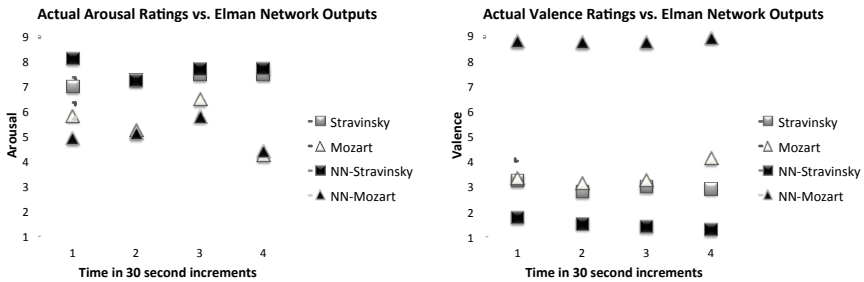 Actual Arousal Ratings vs. Elman Network Outputs
9
8
7
6
5
4
3
2
1
Arousal
1 2 3 4
Time in 30 second increments
Stravinsky
Mozart
NN-Stravinsky
NN-Mozart
Actual Valence Ratings vs. Elman Network Outputs
9
8
7
6
5
4
3
2
1
Valence
1 2 3 4
Time in 30 second increments
Stravinsky
Mozart
NN-Stravinsky
NN-Mozart